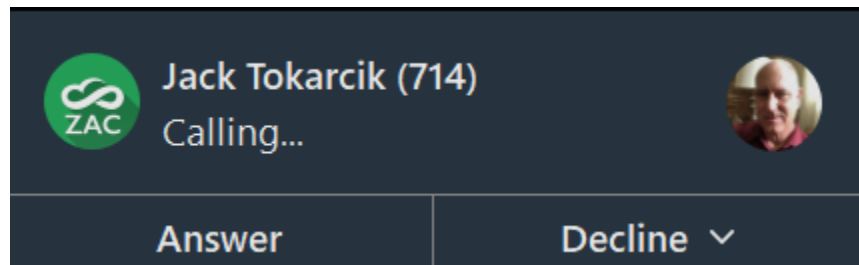 ZAC
Jack Tokarcik (714)
Calling...
Answer
Decline